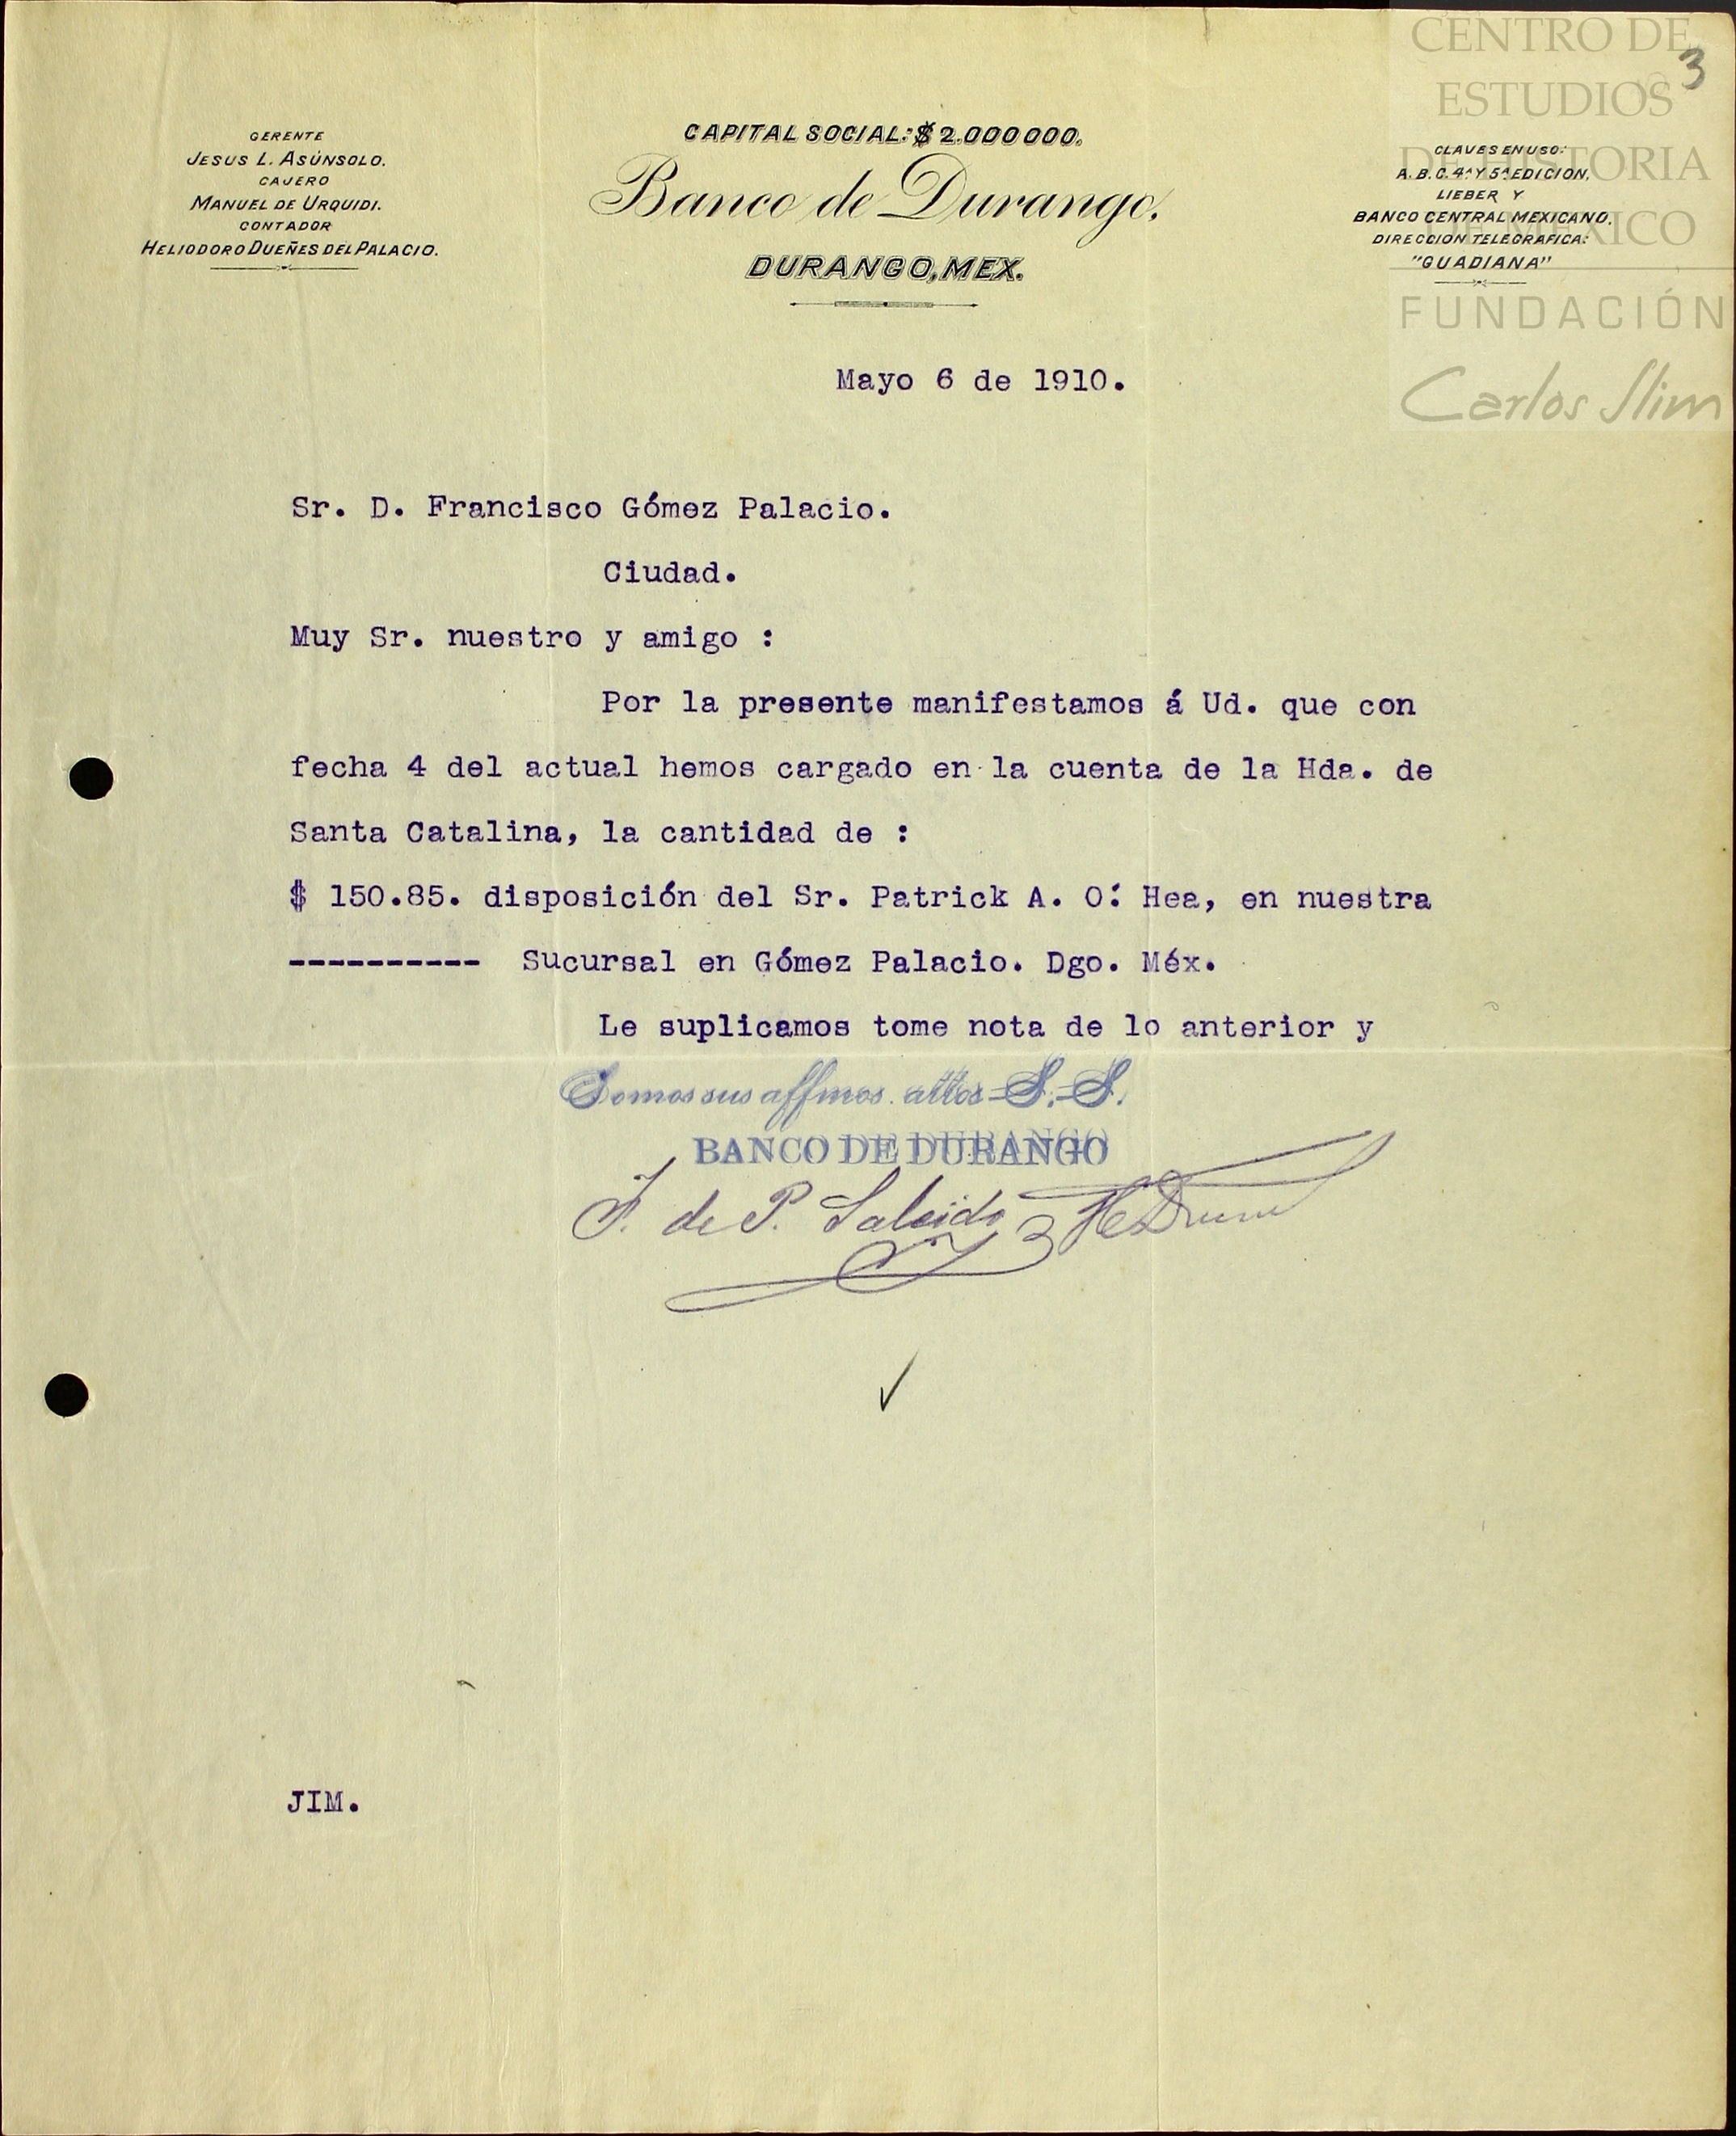 CENTRO DE
ESTUDIOS
DE HISTORIA
DE MÉXICO
FUNDACIÓN
Carlos Slim
3
GERENTE
JESUS L. ASÚNSOLO.
CAJERO
MANUEL DE URQUIDI.
CONTADOR
HELIODORO DUEÑES DEL PALACIO.
CAPITAL SOCIAL: $ 2.000000.
Banco de Durango.
DURANGO, MEX.
CLAVES EN USO:
A.B.C. 4ª Y 5ª EDICION,
LIEBER Y
BANCO CENTRAL MEXICANO.
DIRECCION TELEGRAFICA:
"GUADIANA"
Mayo 6 de 1910.
Sr. D. Francisco Gómez Palacio.
Ciudad.
Muy Sr. nuestro y amigo :
Por la presente manifestamos á Ud. que con
fecha 4 del actual hemos cargado en la cuenta de la Hda. de
Santa Catalina, la cantidad de :
$ 150.85. disposición del Sr. Patrick A. O: Hea, en nuestra
---------- Sucursal en Gómez Palacio. Dgo. Méx.
Le suplicamos tome nota de lo anterior y
Somos sus affmos. attos S. S.
BANCO DE DURANGO
F. de P. Salcido
JIM.